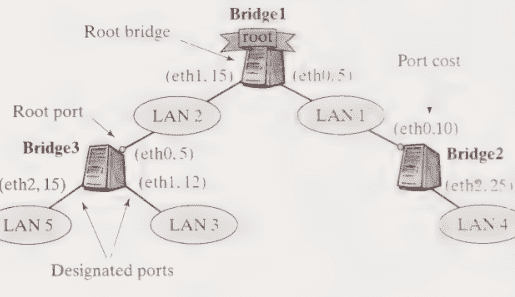 Bridge1
Root bridge
root
Port cost
(eth1, 15)
(eth0, 5)
Root port
LAN 2
LAN 1
(eth0.10)
Bridge3
(eth0, 5)
Bridge2
(eth2, 15)
(eth1, 12)
(eth2, 25)
LAN 5
LAN 3
LAN 4
Designated ports